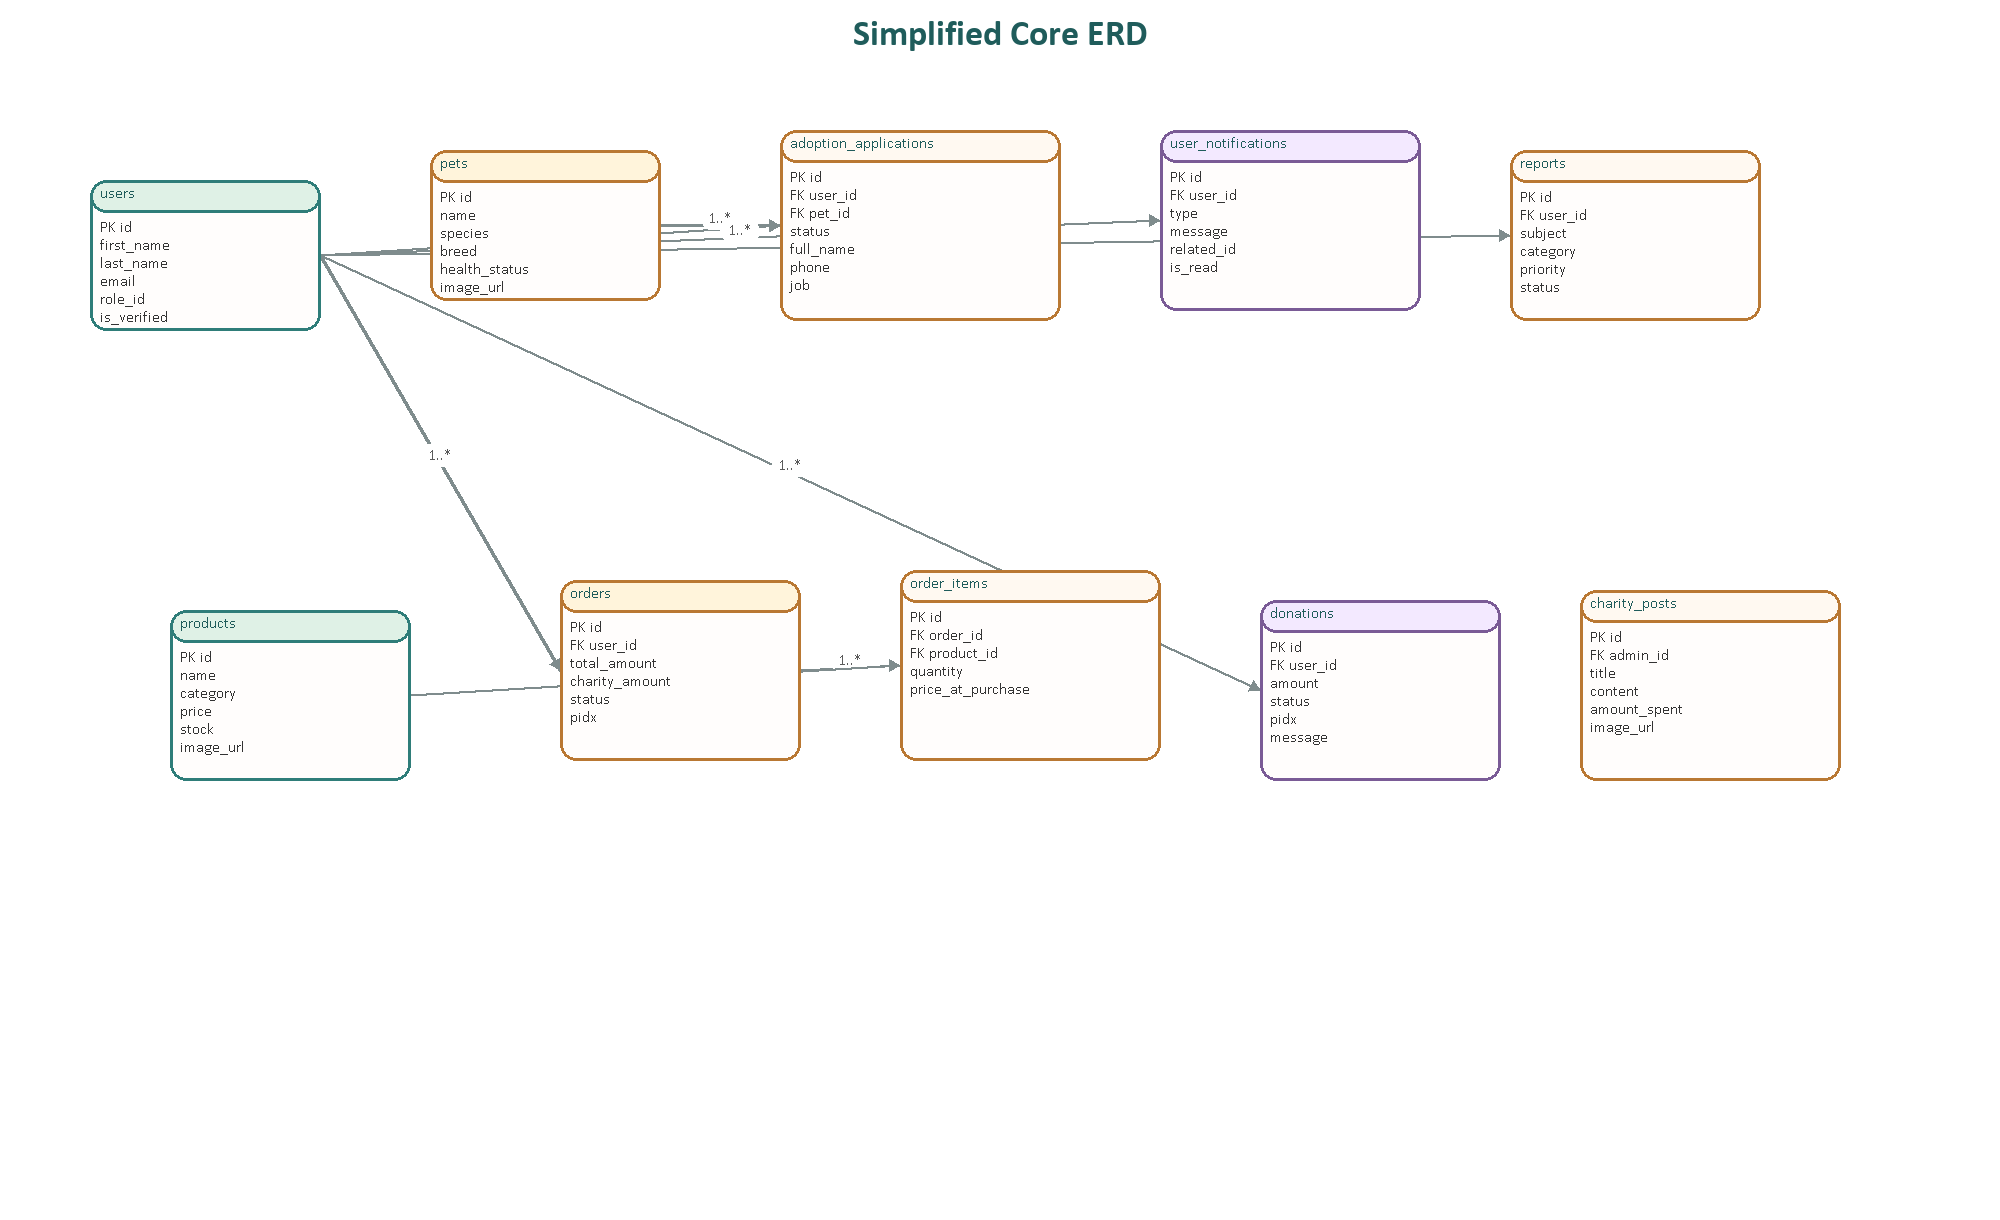 Simplified Core ERD
users
PK id
first_name
last_name
email
role_id
is_verified
pets
PK id
name
species
breed
health_status
image_url
1..*
1..*
adoption_applications
PK id
FK user_id
FK pet_id
status
full_name
phone
job
user_notifications
PK id
FK user_id
type
message
related_id
is_read
reports
PK id
FK user_id
subject
category
priority
status
1..*
1..*
products
PK id
name
category
price
stock
image_url
orders
PK id
FK user_id
total_amount
charity_amount
status
pidx
1..*
order_items
PK id
FK order_id
FK product_id
quantity
price_at_purchase
donations
PK id
FK user_id
amount
status
pidx
message
charity_posts
PK id
FK admin_id
title
content
amount_spent
image_url